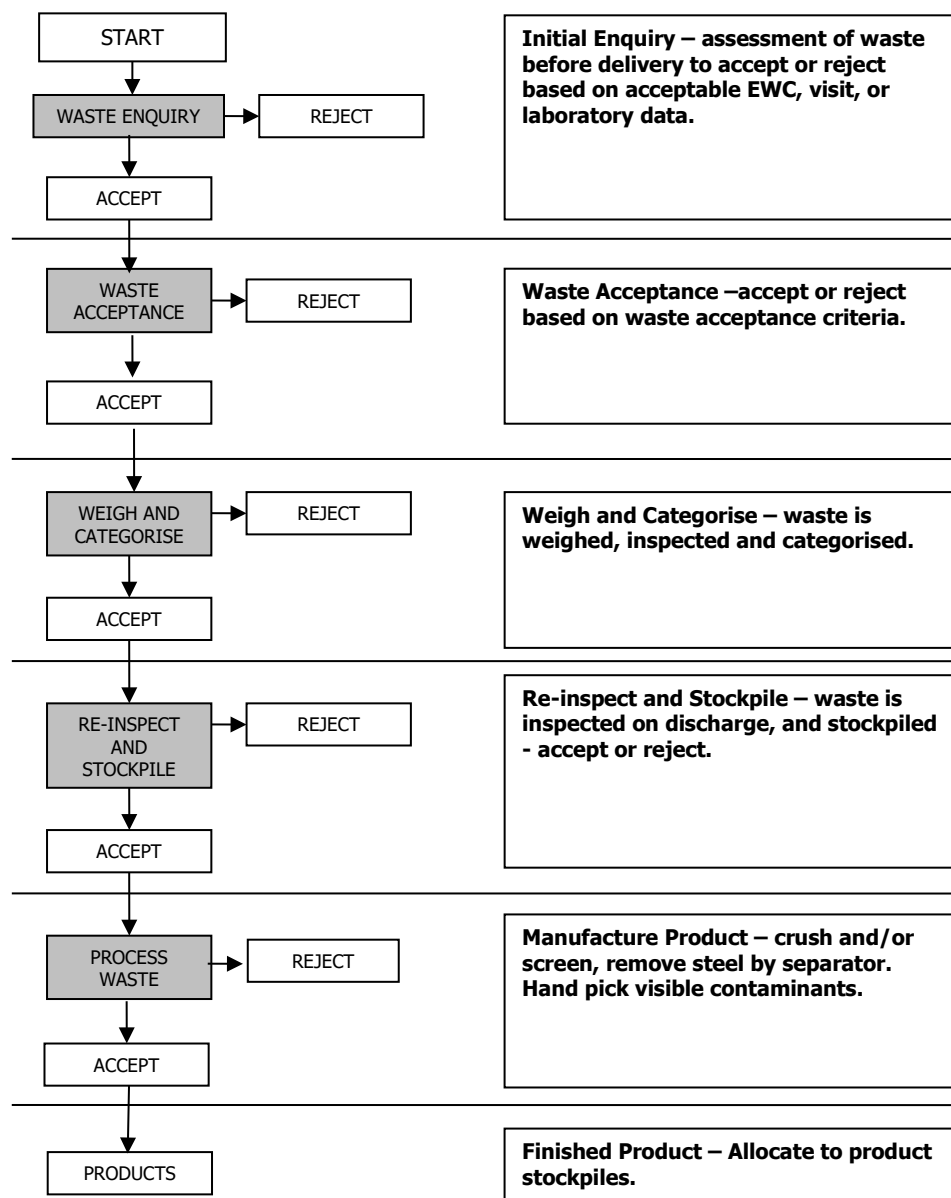 START
WASTE ENQUIRY
REJECT
ACCEPT
Initial Enquiry – assessment of waste
before delivery to accept or reject
based on acceptable EWC, visit, or
laboratory data.
WASTE
ACCEPTANCE
REJECT
ACCEPT
Waste Acceptance –accept or reject
based on waste acceptance criteria.
WEIGH AND
CATEGORISE
REJECT
ACCEPT
Weigh and Categorise – waste is
weighed, inspected and categorised.
RE-INSPECT
AND
STOCKPILE
REJECT
ACCEPT
Re-inspect and Stockpile – waste is
inspected on discharge, and stockpiled
- accept or reject.
PROCESS
WASTE
REJECT
ACCEPT
Manufacture Product – crush and/or
screen, remove steel by separator.
Hand pick visible contaminants.
PRODUCTS
Finished Product – Allocate to product
stockpiles.